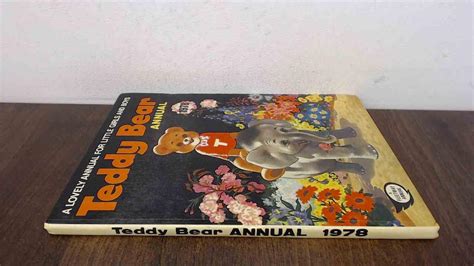 A LOVELY ANNUAL FOR LITTLE GIRLS AND BOYS
Teddy Bear
ANNUAL
T
Teddy Bear ANNUAL 1978